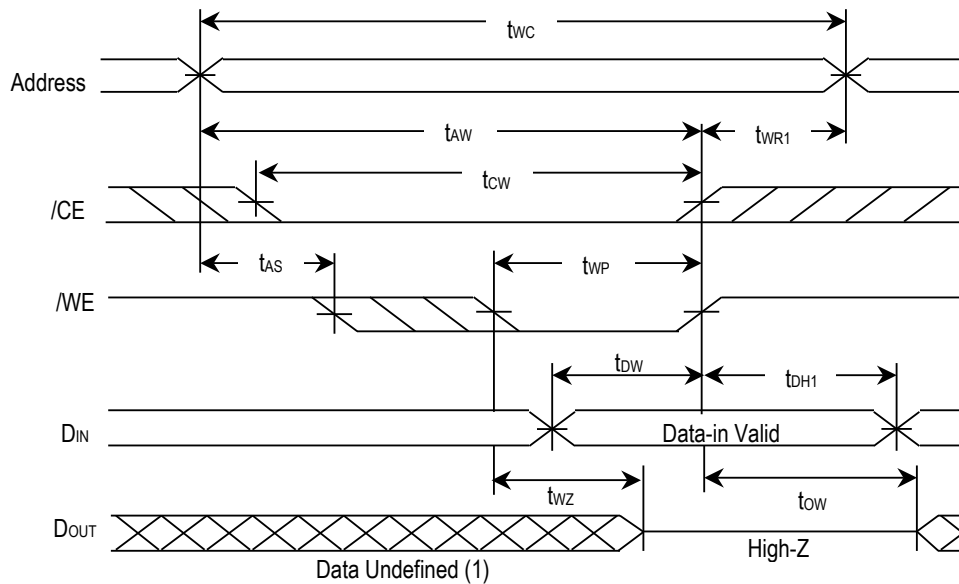 tWC
Address
tAW
tWR1
tCW
/CE
tAS
tWP
/WE
tDW
tDH1
DIN
Data-in Valid
tWZ
tOW
DOUT
High-Z
Data Undefined (1)